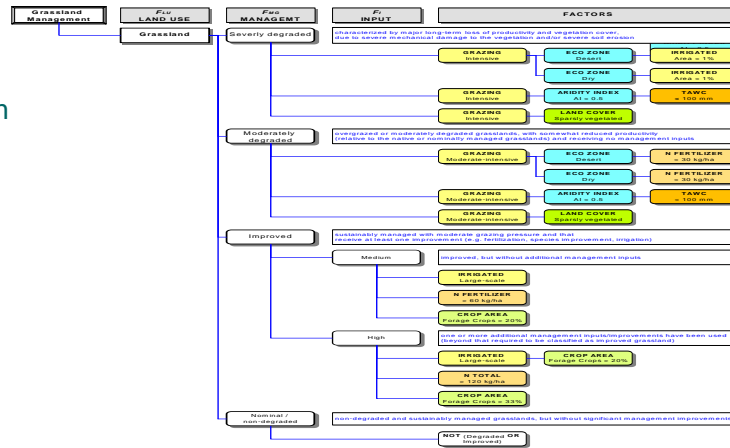 Grassland
Management
FLU
LAND USE
FMG
MANAGEMT
FI
INPUT
FACTORS
n
Grassland
Severly degraded
characterized by major long-term loss of productivity and vegetation cover,
due to severe mechanical damage to the vegetation and/or severe soil erosion
GRAZING
Intensive
ECO ZONE
Desert
IRRIGATED
Area = 1%
ECO ZONE
Dry
IRRIGATED
Area = 1%
GRAZING
Intensive
ARIDITY INDEX
AI = 0.5
TAWC
= 100 mm
GRAZING
Intensive
LAND COVER
Sparsly vegetated
Moderately
degraded
overgrazed or moderately degraded grasslands, with somewhat reduced productivity
(relative to the native or nominally managed grasslands) and receiving no management inputs
GRAZING
Moderate-intensive
ECO ZONE
Desert
N FERTILIZER
= 30 kg/ha
ECO ZONE
Dry
N FERTILIZER
= 30 kg/ha
GRAZING
Moderate-intensive
ARIDITY INDEX
AI = 0.5
TAWC
= 100 mm
GRAZING
Moderate-intensive
LAND COVER
Sparsly vegetated
Improved
sustainably managed with moderate grazing pressure and that
receive at least one improvement (e.g. fertilization, species improvement, irrigation)
Medium
improved, but without additional management inputs
IRRIGATED
Large-scale
N FERTILIZER
= 60 kg/ha
CROP AREA
Forage Crops = 20%
High
one or more additional management inputs/improvements have been used
(beyond that required to be classified as improved grassland)
IRRIGATED
Large-scale
CROP AREA
Forage Crops = 20%
N TOTAL
= 120 kg/ha
CROP AREA
Forage Crops = 33%
Nominal /
non-degraded
non-degraded and sustainably managed grasslands, but without significant management improvements
NOT (Degraded OR
Improved)